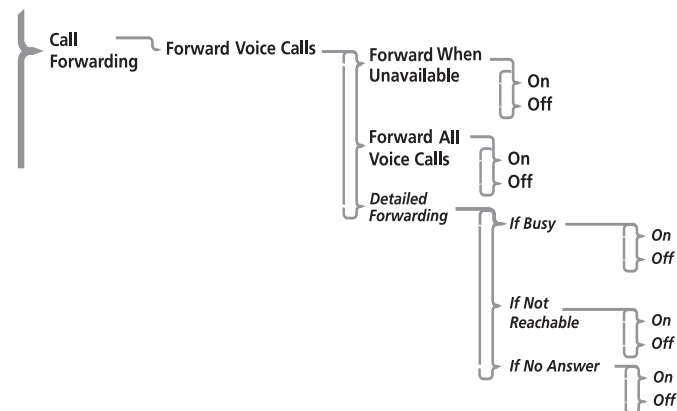 Call
Forwarding
Forward Voice Calls
Forward When
Unavailable
On
Off
Forward All
Voice Calls
On
Off
Detailed
Forwarding
If Busy
On
Off
If Not
Reachable
On
Off
If No Answer
On
Off